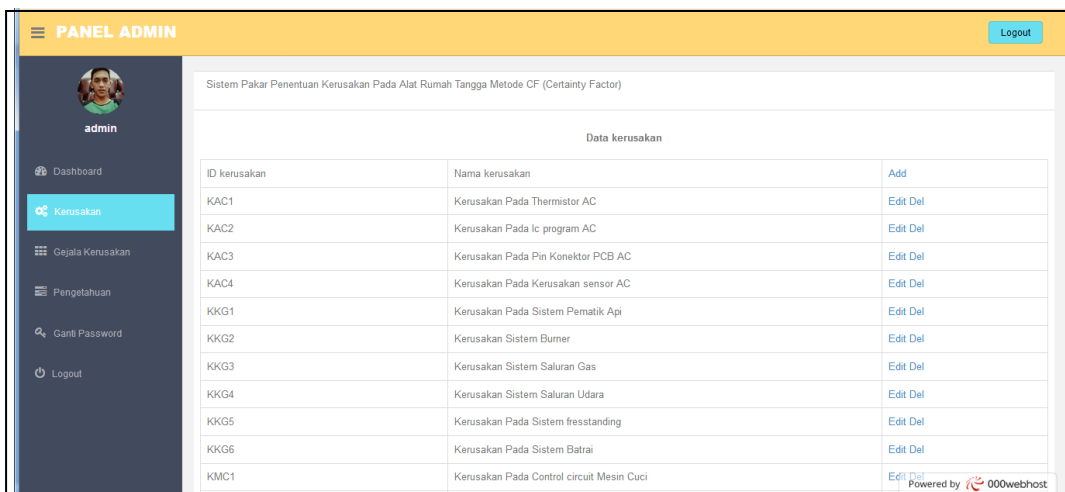 PANEL ADMIN
Logout
admin
Dashboard
Kerusakan
Gejala Kerusakan
Pengetahuan
Ganti Password
Logout
Sistem Pakar Penentuan Kerusakan Pada Alat Rumah Tangga Metode CF (Certainty Factor)
Data kerusakan
ID kerusakan Nama kerusakan Add
KAC1 Kerusakan Pada Thermistor AC Edit Del
KAC2 Kerusakan Pada Ic program AC Edit Del
KAC3 Kerusakan Pada Pin Konektor PCB AC Edit Del
KAC4 Kerusakan Pada Kerusakan sensor AC Edit Del
KKG1 Kerusakan Pada Sistem Pematik Api Edit Del
KKG2 Kerusakan Sistem Burner Edit Del
KKG3 Kerusakan Sistem Saluran Gas Edit Del
KKG4 Kerusakan Sistem Saluran Udara Edit Del
KKG5 Kerusakan Pada Sistem fresstanding Edit Del
KKG6 Kerusakan Pada Sistem Batrai Edit Del
KMC1 Kerusakan Pada Control circuit Mesin Cuci Edit Del
Powered by 000webhost